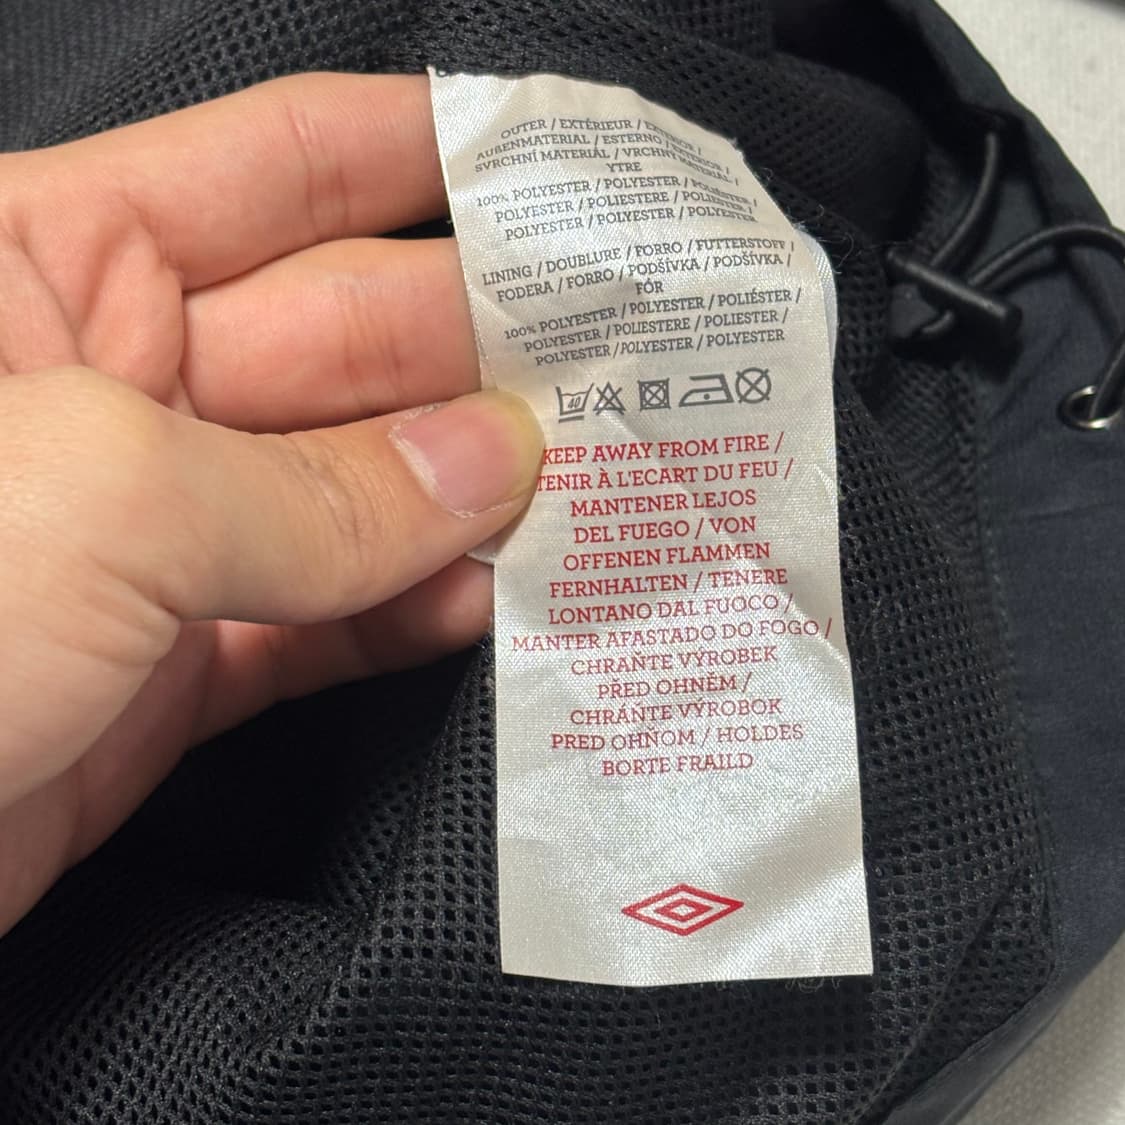 OUTER / EXTÉRIEUR / EXTERIOR /
AUßENMATERIAL / ESTERNO / EXTERIOR /
SVRCHNÍ MATERIÁL / VRCHNÝ MATERIÁL /
YTRE
100% POLYESTER / POLYESTER / POLIÉSTER /
POLYESTER / POLIESTERE / POLIESTER /
POLYESTER / POLYESTER / POLYESTER
LINING / DOUBLURE / FORRO / FUTTERSTOFF /
FODERA / FORRO / PODŠÍVKA / PODŠÍVKA /
FÓR
100% POLYESTER / POLYESTER / POLIÉSTER /
POLYESTER / POLIESTERE / POLIESTER /
POLYESTER / POLYESTER / POLYESTER
40
KEEP AWAY FROM FIRE /
TENIR À L'ECART DU FEU /
MANTENER LEJOS
DEL FUEGO / VON
OFFENEN FLAMMEN
FERNHALTEN / TENERE
LONTANO DAL FUOCO /
MANTER AFASTADO DO FOGO /
CHRAŇTE VÝROBEK
PŘED OHNĚM /
CHRÁŇTE VÝROBOK
PRED OHŇOM / HOLDES
BORTE FRAILD